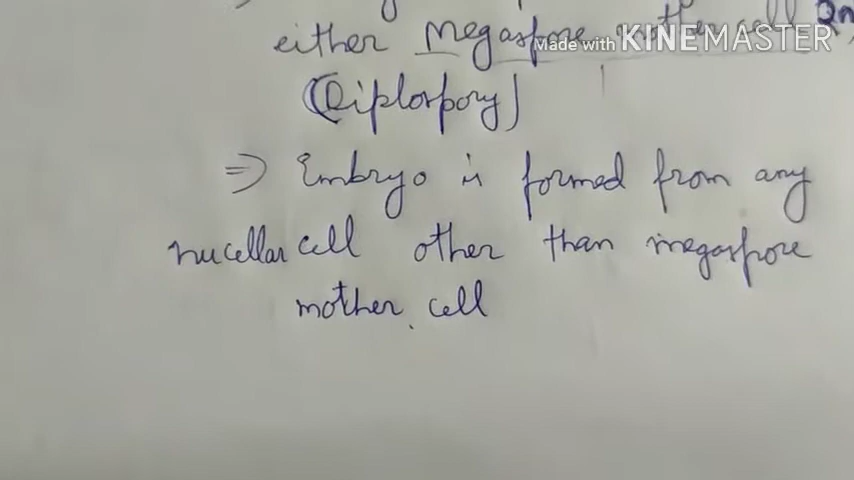 either Megaspore mother cell 2n,
Made with KINEMASTER
(Diplospory)
⇒ Embryo is formed from any
nucellar cell other than megaspore
mother cell